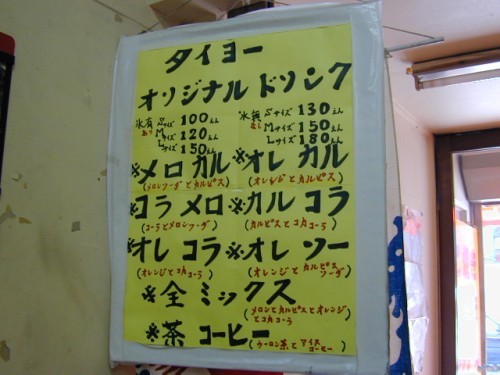 タイヨー
オリジナルドリンク
氷有 Sサイズ 100えん 氷無 Sサイズ 130えん
あり Mサイズ 120えん なし Mサイズ 150えん
Lサイズ 150えん Lサイズ 180えん
※メロカル ※オレカル
(メロンソーダとカルピス) (オレンジとカルピス)
※コラメロ ※カルコラ
(コーラとメロンソーダ) (カルピスとコカコーラ)
※オレコラ ※オレソー
(オレンジとコカコーラ) (オレンジとカルピスソーダ)
※全ミックス
(メロンとカルピスとオレンジとコカコーラ)
※茶コーヒー (ウーロン茶とアイスコーヒー)